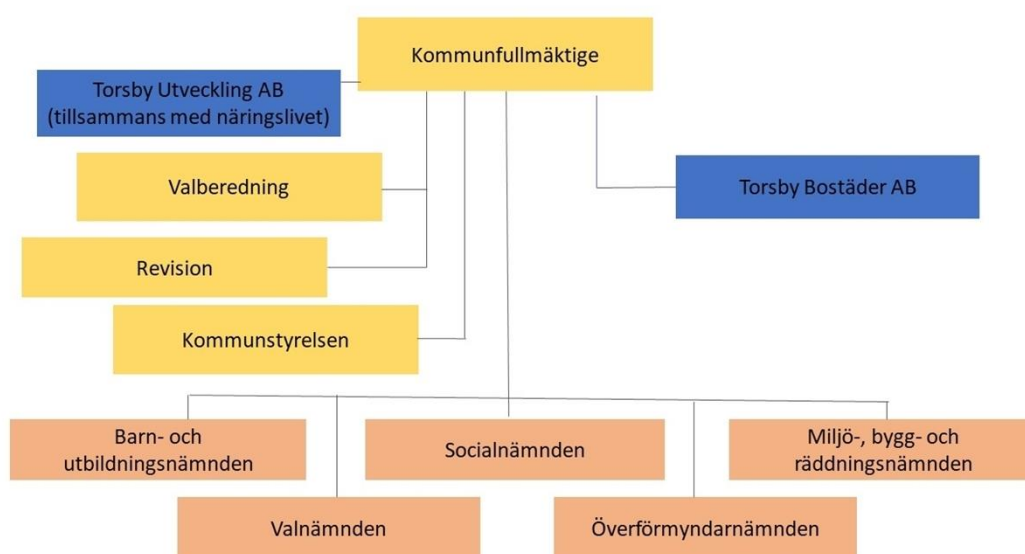 Kommunfullmäktige
Torsby Utveckling AB
(tillsammans med näringslivet)
Valberedning
Torsby Bostäder AB
Revision
Kommunstyrelsen
Barn- och
utbildningsnämnden
Socialnämnden
Miljö-, bygg- och
räddningsnämnden
Valnämnden
Överförmyndarnämnden